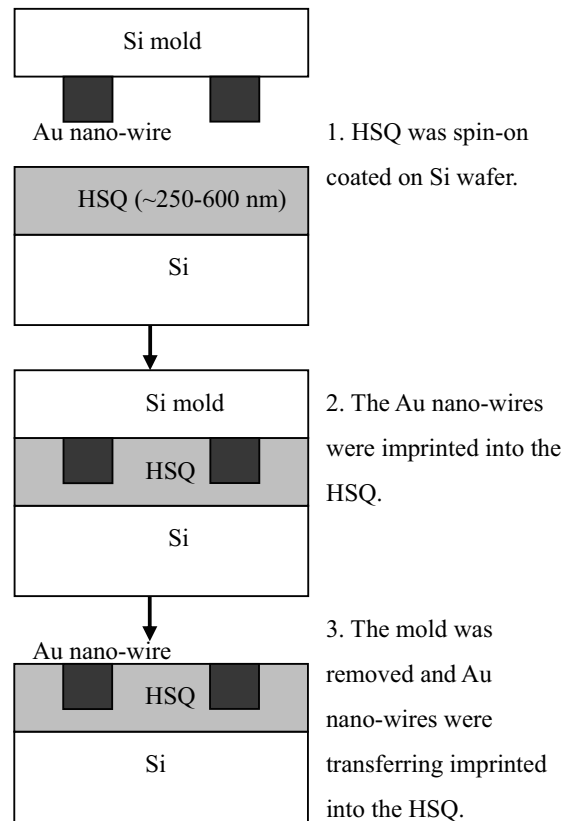 Si mold
Au nano-wire
1. HSQ was spin-on
coated on Si wafer.
HSQ (~250-600 nm)
Si
Si mold
HSQ
Si
2. The Au nano-wires
were imprinted into the
HSQ.
Au nano-wire
HSQ
Si
3. The mold was
removed and Au
nano-wires were
transferring imprinted
into the HSQ.